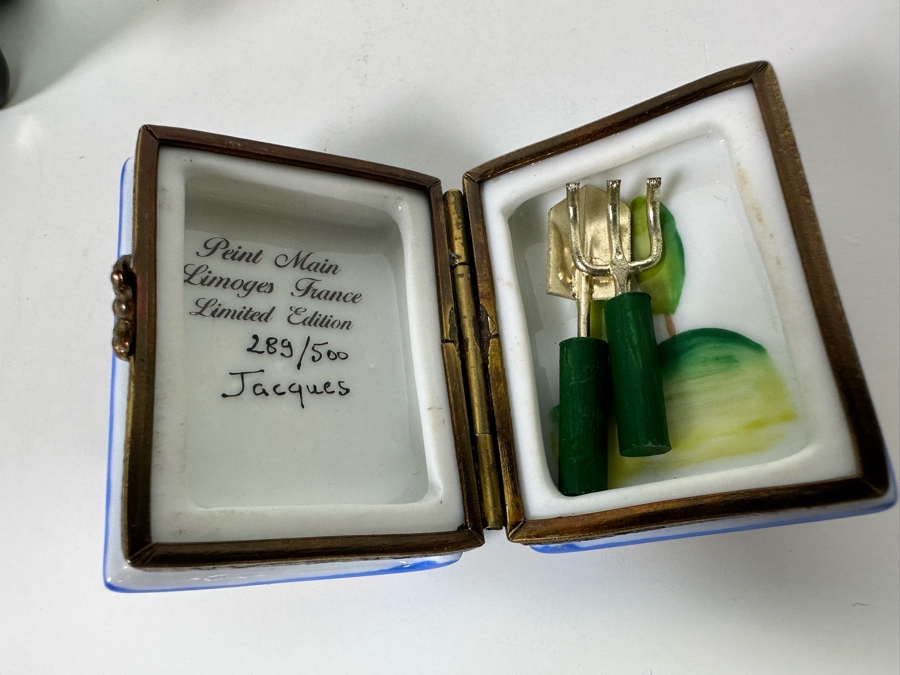 Peint Main
Limoges France
Limited Edition
289/500
Jacques